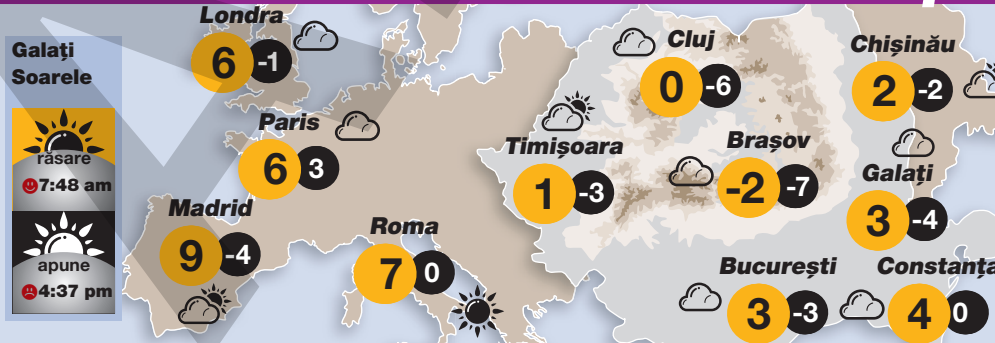 Galați
Soarele
răsare
7:48 am
apune
4:37 pm
Londra
6 -1
Paris
6 3
Madrid
9 -4
Roma
7 0
Cluj
0 -6
Timișoara
1 -3
Brașov
-2 -7
Chișinău
2 -2
Galați
3 -4
București
3 -3
Constanța
4 0